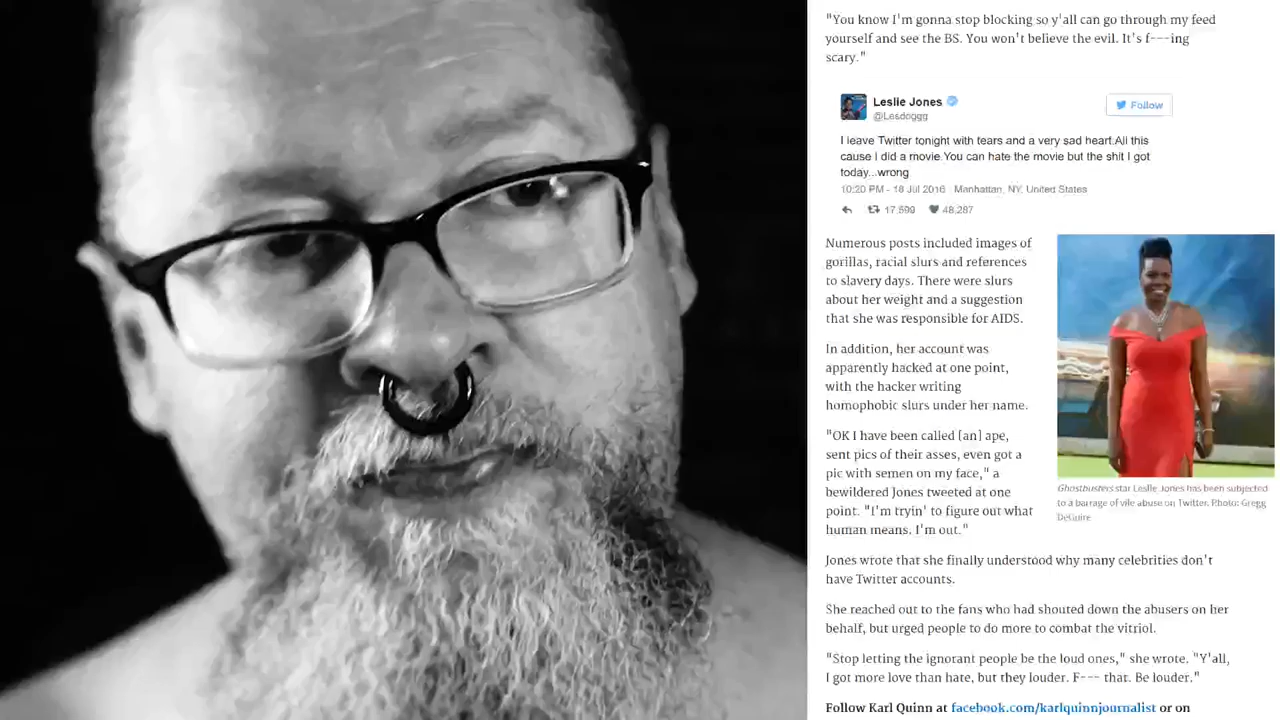 "You know I'm gonna stop blocking so y'all can go through my feed
yourself and see the BS. You won't believe the evil. It's f---ing
scary."
Leslie Jones
@Lesdoggg
Follow
I leave Twitter tonight with tears and a very sad heart.All this
cause I did a movie.You can hate the movie but the shit I got
today...wrong
10:20 PM - 18 Jul 2016 · Manhattan, NY, United States
17,599 48,287
Numerous posts included images of
gorillas, racial slurs and references
to slavery days. There were slurs
about her weight and a suggestion
that she was responsible for AIDS.
In addition, her account was
apparently hacked at one point,
with the hacker writing
homophobic slurs under her name.
"OK I have been called [an] ape,
sent pics of their asses, even got a
pic with semen on my face," a
bewildered Jones tweeted at one
point. "I'm tryin' to figure out what
human means. I'm out."
Ghostbusters star Leslie Jones has been subjected
to a barrage of vile abuse on Twitter. Photo: Gregg
DeGuire
Jones wrote that she finally understood why many celebrities don't
have Twitter accounts.
She reached out to the fans who had shouted down the abusers on her
behalf, but urged people to do more to combat the vitriol.
"Stop letting the ignorant people be the loud ones," she wrote. "Y'all,
I got more love than hate, but they louder. F--- that. Be louder."
Follow Karl Quinn at facebook.com/karlquinnjournalist or on